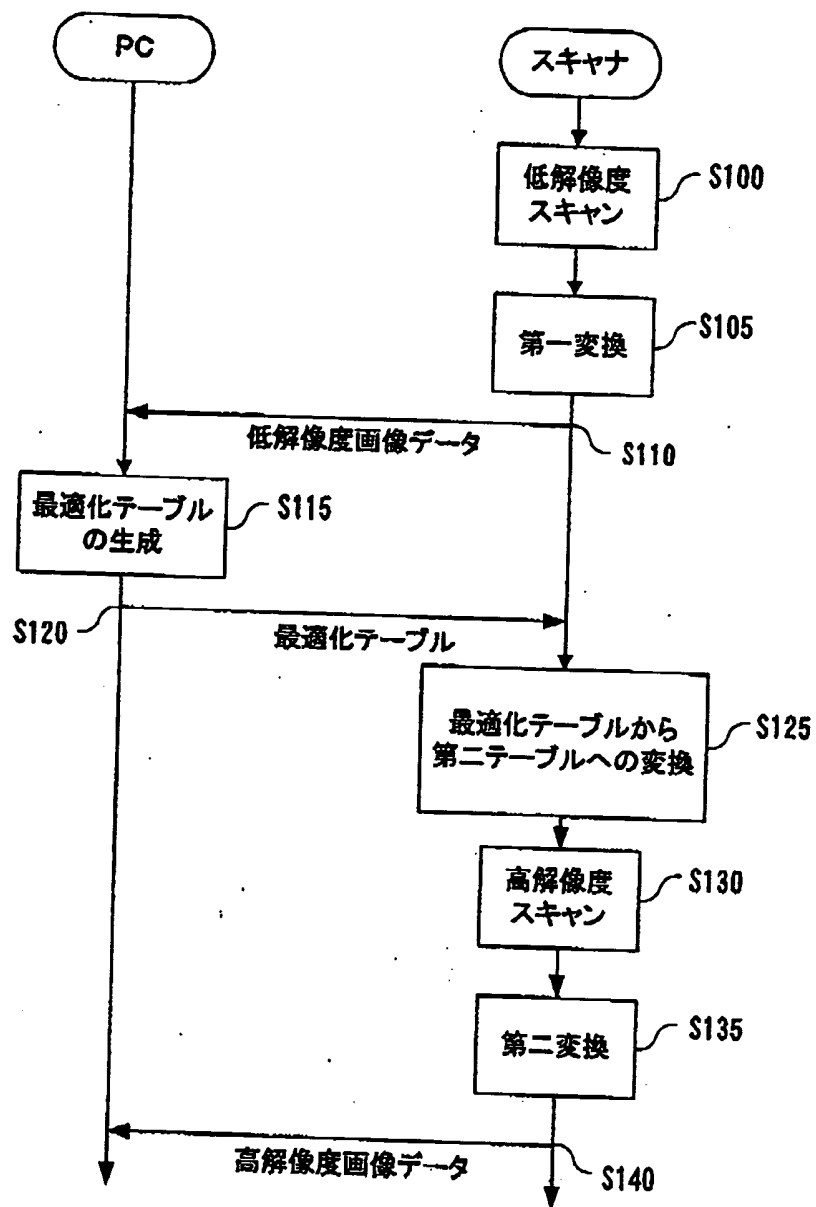 PC
スキャナ
低解像度
スキャン
S100
第一変換
S105
低解像度画像データ
S110
最適化テーブル
の生成
S115
S120
最適化テーブル
最適化テーブルから
第二テーブルへの変換
S125
高解像度
スキャン
S130
第二変換
S135
高解像度画像データ
S140